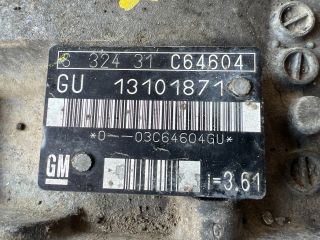 8 324 31 C64604
GU 13101871
*0--03C64604GU*
GM i=3,61